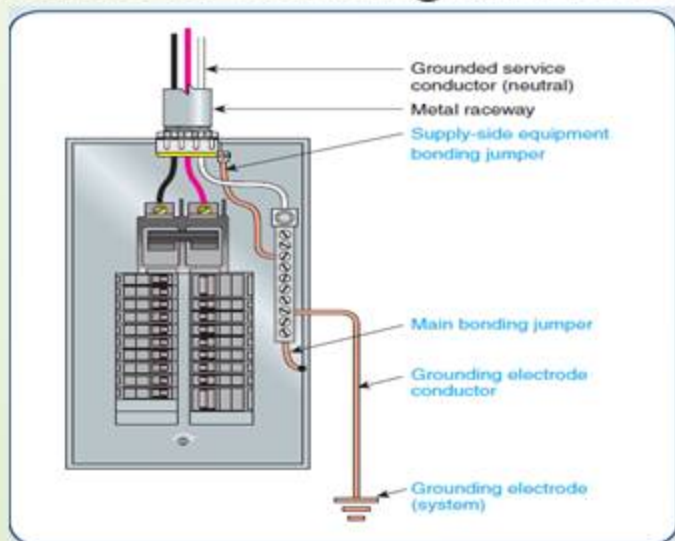 Grounded service
conductor (neutral)
Metal raceway
Supply-side equipment
bonding jumper
Main bonding jumper
Grounding electrode
conductor
Grounding electrode
(system)